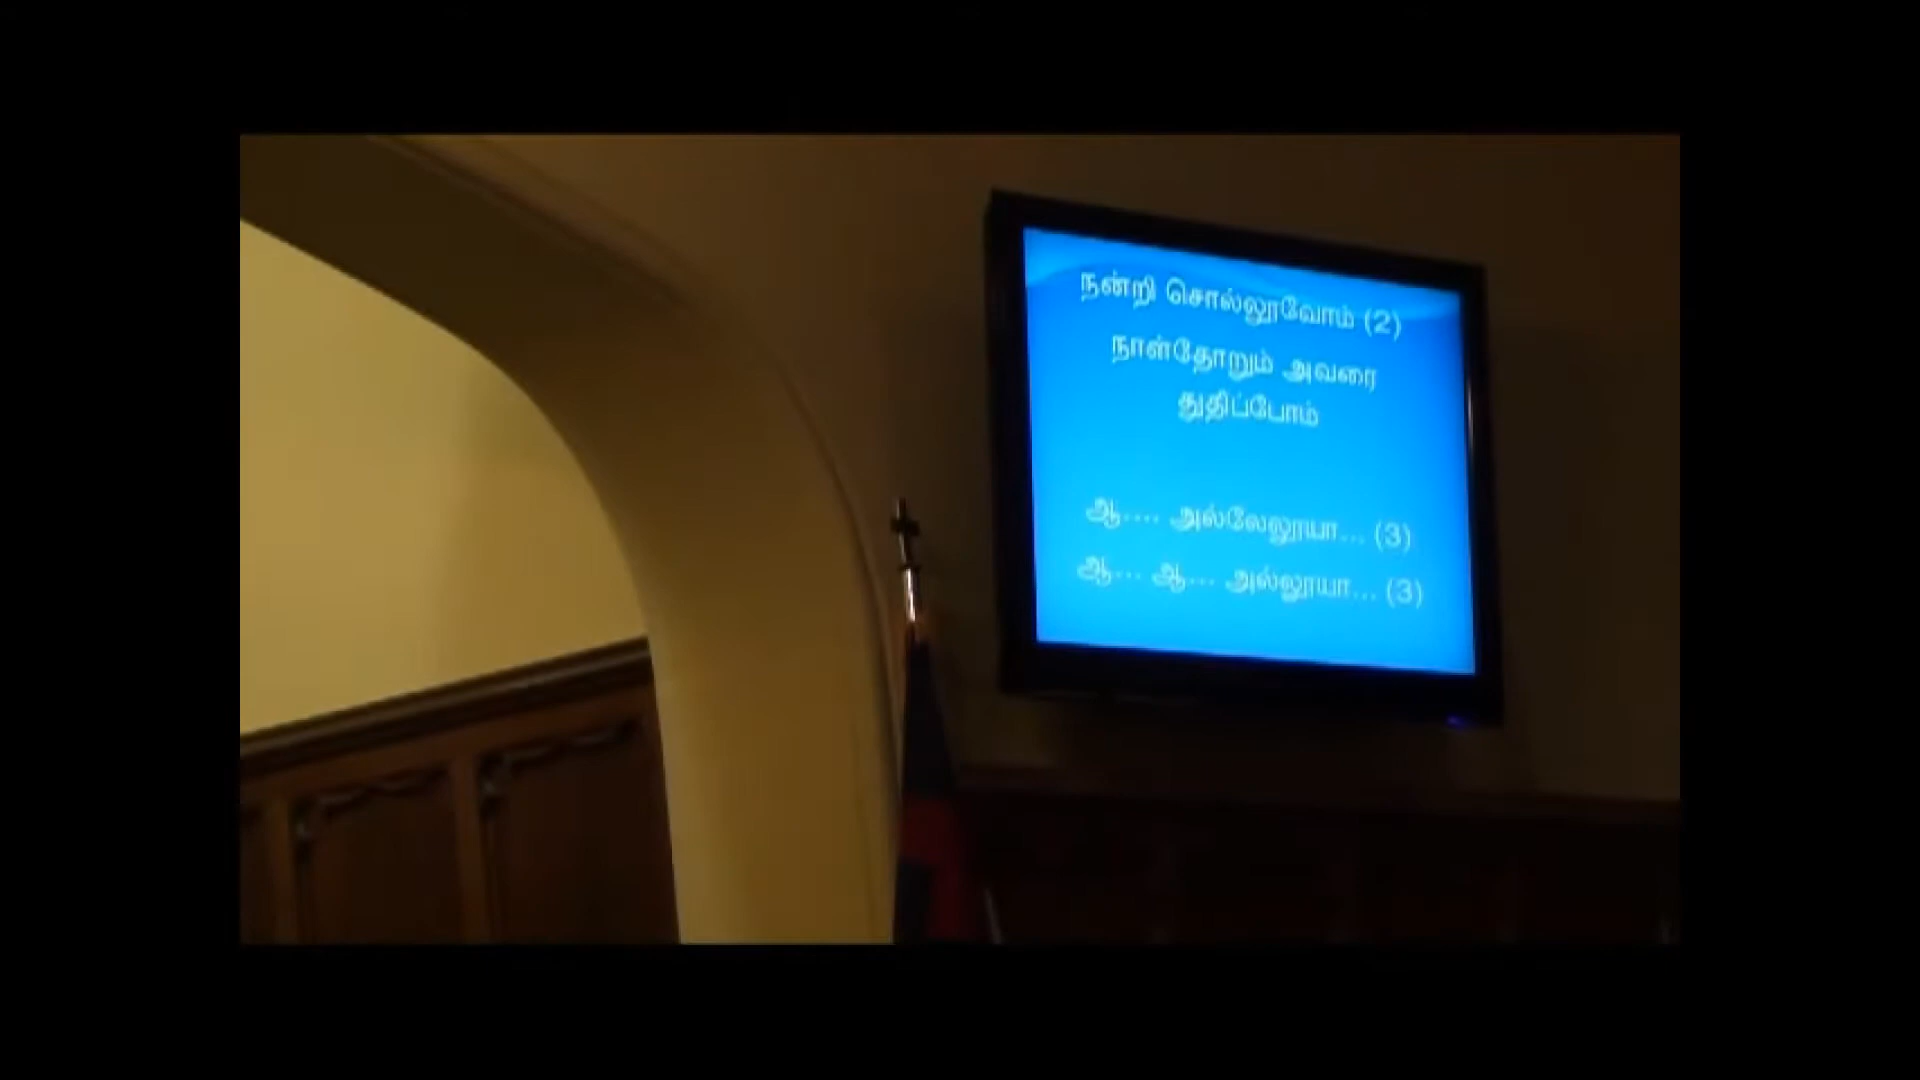 நன்றி சொல்லூவோம் (2)
நாள்தோறும் அவரை
துதிப்போம்
ஆ.... அல்லேலூயா... (3)
ஆ... ஆ... அல்லூயா... (3)